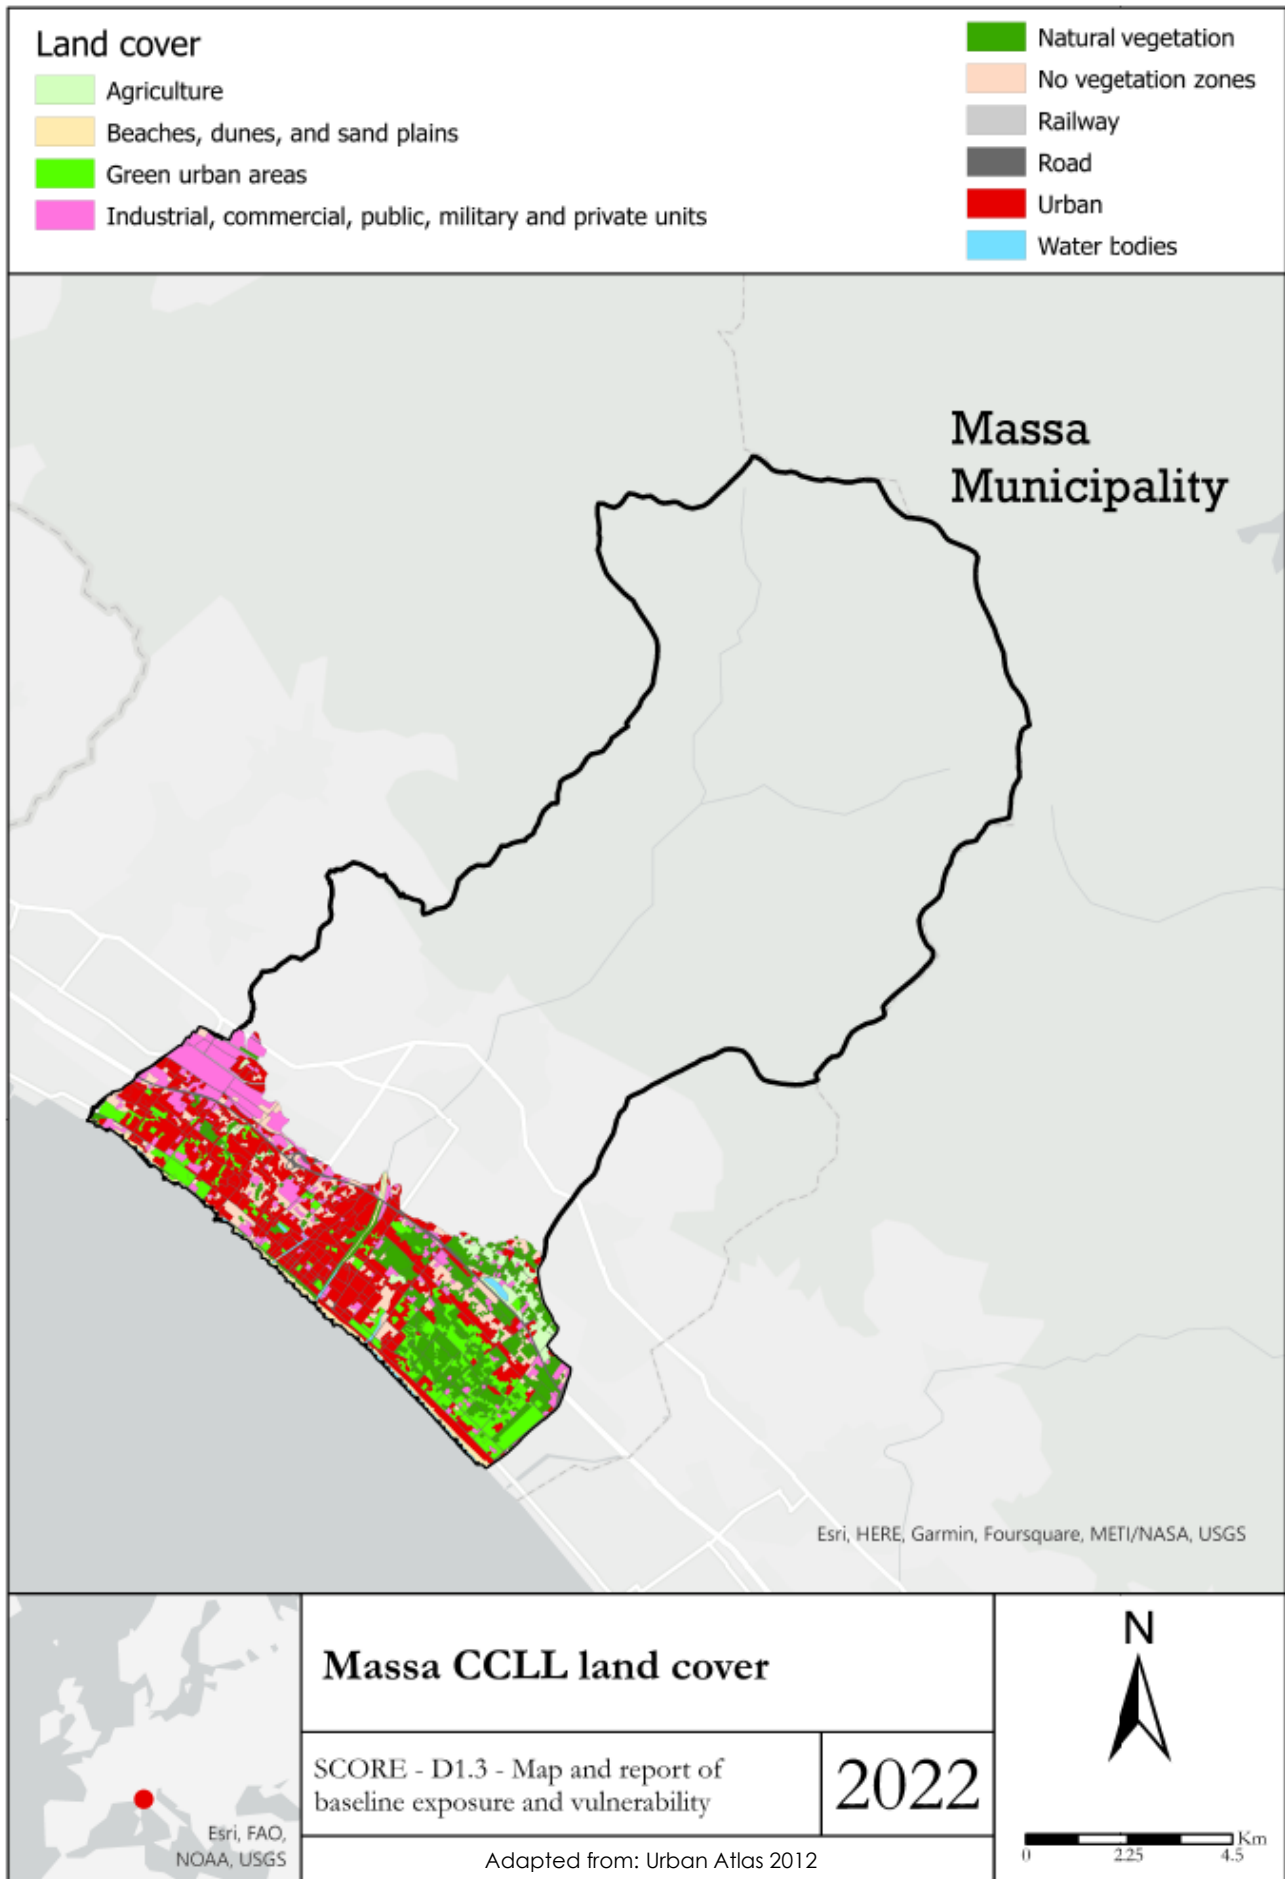 Land cover
Agriculture
Beaches, dunes, and sand plains
Green urban areas
Industrial, commercial, public, military and private units
Natural vegetation
No vegetation zones
Railway
Road
Urban
Water bodies
Massa
Municipality
Esri, HERE, Garmin, Foursquare, METI/NASA, USGS
Esri, FAO,
NOAA, USGS
Massa CCLL land cover
SCORE - D1.3 - Map and report of
baseline exposure and vulnerability
2022
Adapted from: Urban Atlas 2012
N
Km
0 2.25 4.5